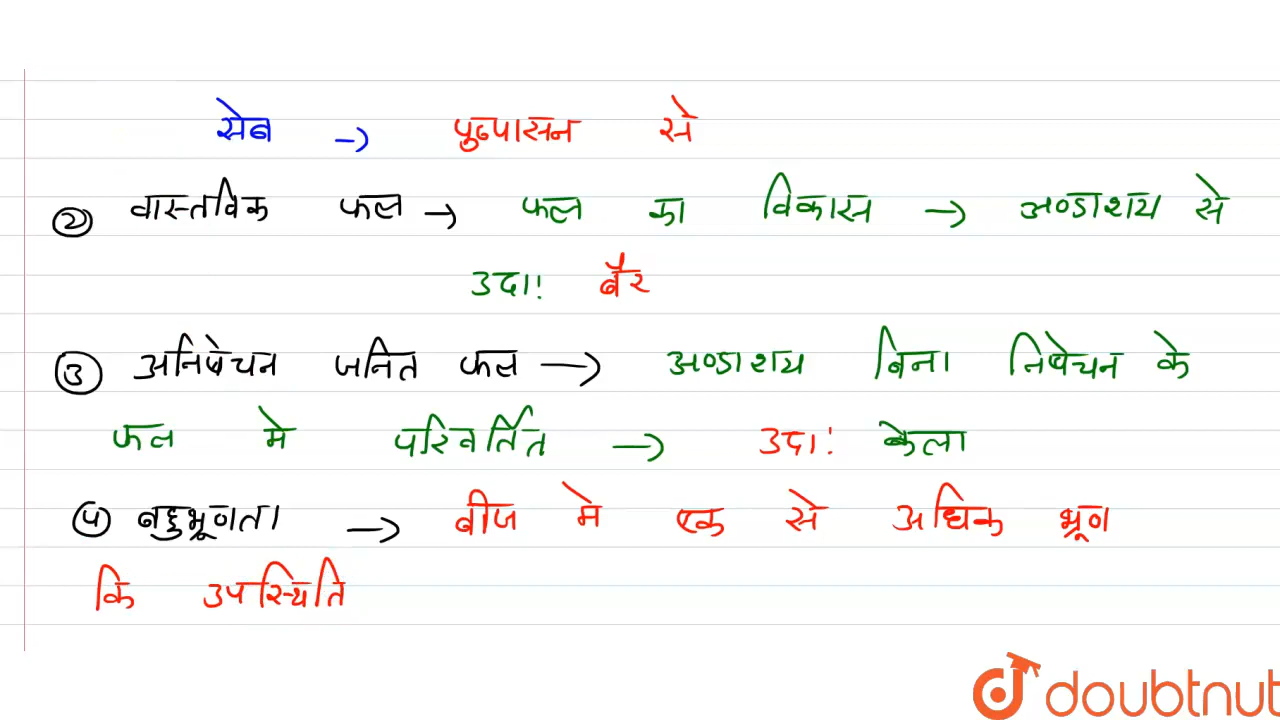 सेब → पुष्पासन से
② वास्तविक फल → फल का विकास → अण्डाशय से
उदा: बैर
③ अनिषेचन जनित फल → अण्डाशय बिना निषेचन के
फल मे परिवर्तित → उदा: केला
④ बहुभ्रूणता → बीज मे एक से अधिक भ्रूण
कि उपस्थिति
doubtnut